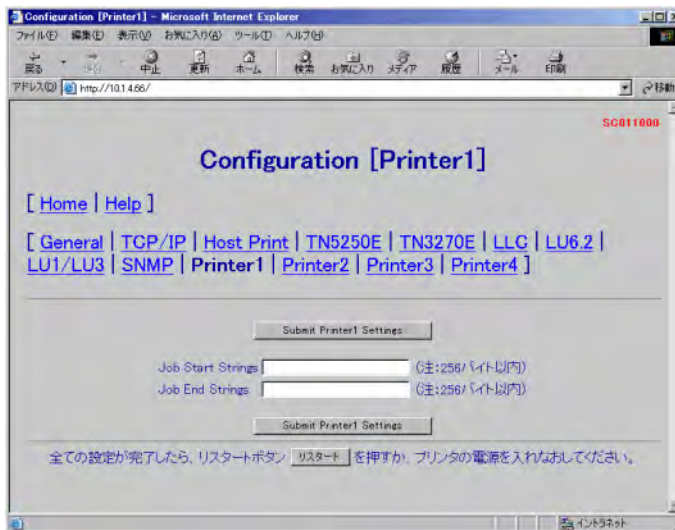 Configuration [Printer1] - Microsoft Internet Explorer
ファイル(F) 編集(E) 表示(V) お気に入り(A) ツール(T) ヘルプ(H)
戻る 中止 更新 ホーム 検索 お気に入り メディア 履歴 メール 印刷
アドレス(D) http://10.1.4.66/ 移動
SC011000
Configuration [Printer1]
[ Home | Help ]
[ General | TCP/IP | Host Print | TN5250E | TN3270E | LLC | LU6.2 |
LU1/LU3 | SNMP | Printer1 | Printer2 | Printer3 | Printer4 ]
Submit Printer1 Settings
Job Start Strings (注:256バイト以内)
Job End Strings (注:256バイト以内)
Submit Printer1 Settings
全ての設定が完了したら、リスタートボタン リスタート を押すか、プリンタの電源を入れなおしてください。
イントラネット